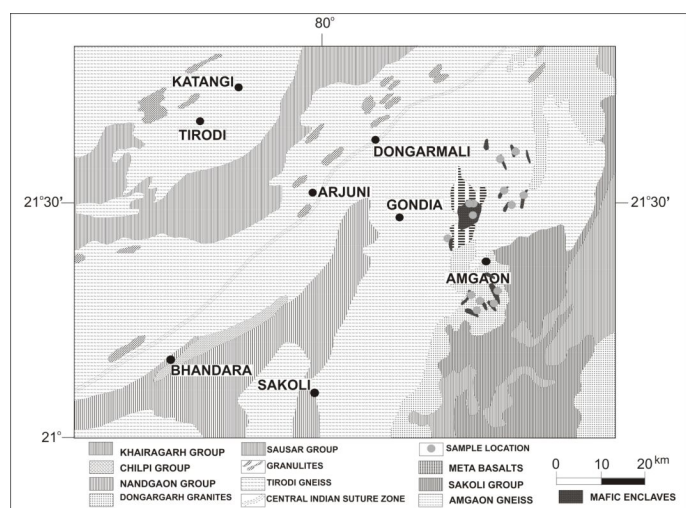 80°
KATANGI
TIRODI
DONGARMALI
21°30'
ARJUNI
GONDIA
21°30'
AMGAON
BHANDARA
SAKOLI
21°
KHAIRAGARH GROUP
CHILPI GROUP
NANDGAON GROUP
DONGARGARH GRANITES
SAUSAR GROUP
GRANULITES
TIRODI GNEISS
CENTRAL INDIAN SUTURE ZONE
SAMPLE LOCATION
META BASALTS
SAKOLI GROUP
AMGAON GNEISS
0 10 20 km
MAFIC ENCLAVES